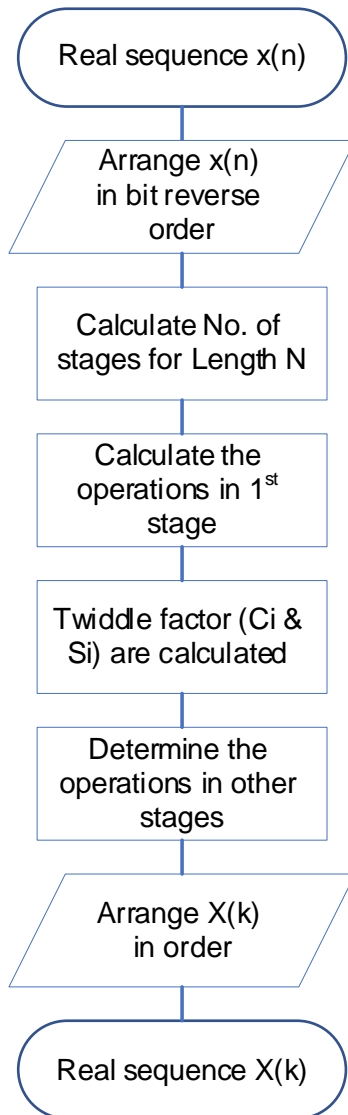 Real sequence x(n)
Arrange x(n)
in bit reverse
order
Calculate No. of
stages for Length N
Calculate the
operations in 1st
stage
Twiddle factor (Ci &
Si) are calculated
Determine the
operations in other
stages
Arrange X(k)
in order
Real sequence X(k)